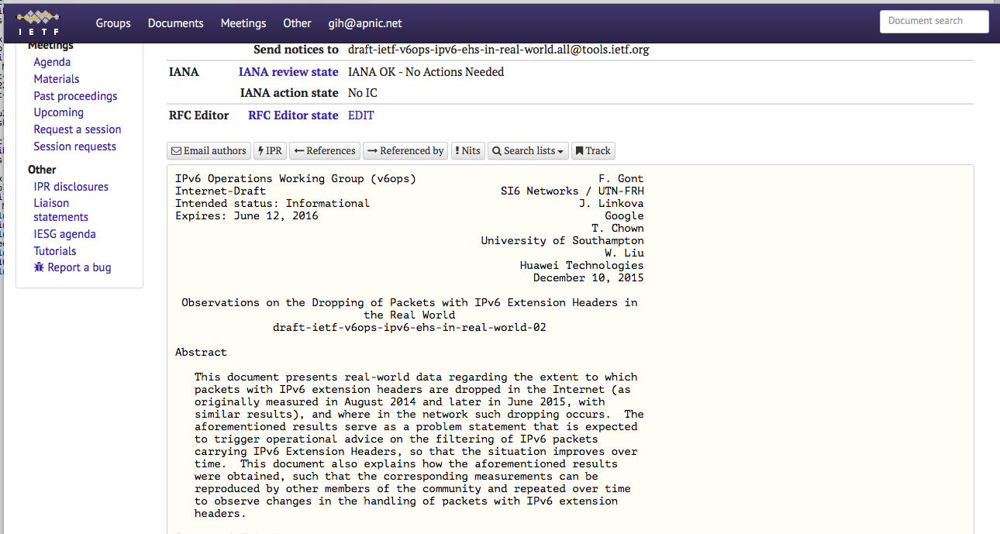 IETF
Groups Documents Meetings Other gih@apnic.net Document search
Meetings
Agenda
Materials
Past proceedings
Upcoming
Request a session
Session requests
Other
IPR disclosures
Liaison
statements
IESG agenda
Tutorials
Report a bug
Send notices to draft-ietf-v6ops-ipv6-ehs-in-real-world.all@tools.ietf.org
IANA IANA review state IANA OK - No Actions Needed
IANA action state No IC
RFC Editor RFC Editor state EDIT
Email authors IPR ← References → Referenced by ! Nits Search lists Track
IPv6 Operations Working Group (v6ops) F. Gont
Internet-Draft SI6 Networks / UTN-FRH
Intended status: Informational J. Linkova
Expires: June 12, 2016 Google
T. Chown
University of Southampton
W. Liu
Huawei Technologies
December 10, 2015
Observations on the Dropping of Packets with IPv6 Extension Headers in
the Real World
draft-ietf-v6ops-ipv6-ehs-in-real-world-02
Abstract
This document presents real-world data regarding the extent to which
packets with IPv6 extension headers are dropped in the Internet (as
originally measured in August 2014 and later in June 2015, with
similar results), and where in the network such dropping occurs. The
aforementioned results serve as a problem statement that is expected
to trigger operational advice on the filtering of IPv6 packets
carrying IPv6 Extension Headers, so that the situation improves over
time. This document also explains how the aforementioned results
were obtained, such that the corresponding measurements can be
reproduced by other members of the community and repeated over time
to observe changes in the handling of packets with IPv6 extension
headers.